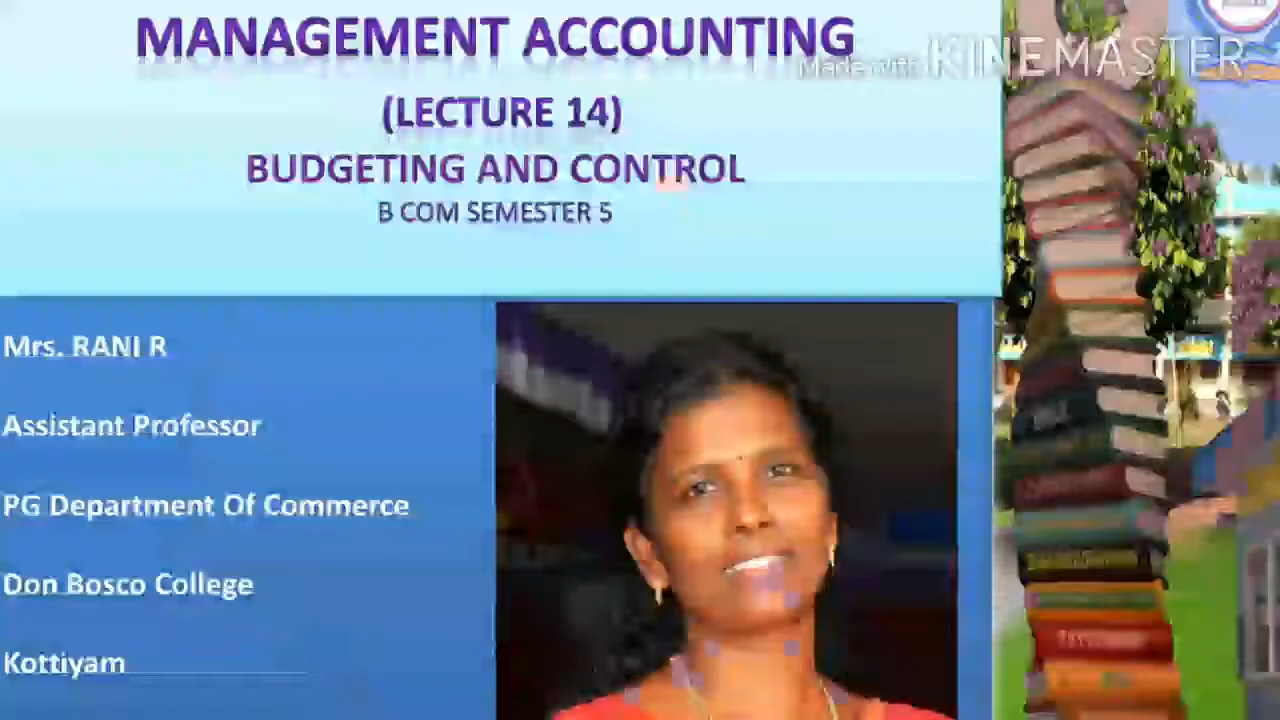 MANAGEMENT ACCOUNTING
Made with KINEMASTER
(LECTURE 14)
BUDGETING AND CONTROL
B COM SEMESTER 5
Mrs. RANI R
Assistant Professor
PG Department Of Commerce
Don Bosco College
Kottiyam